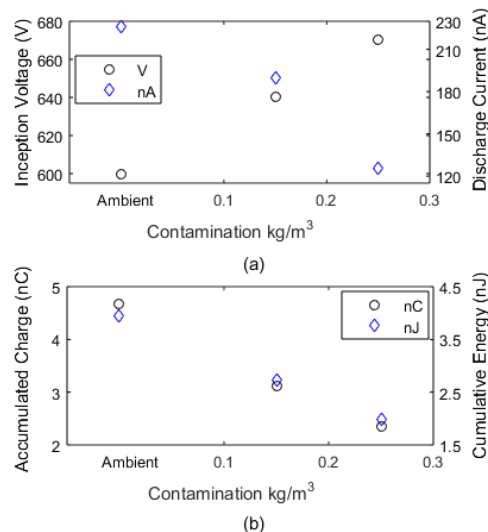 680
660
640
620
600
Inception Voltage (V)
V
nA
230
210
180
150
120
Discharge Current (nA)
Ambient 0.1 0.2 0.3
Contamination kg/m³
(a)
5
4
3
2
Accumulated Charge (nC)
nC
nJ
4.5
3.5
2.5
1.5
Cumulative Energy (nJ)
Ambient 0.1 0.2 0.3
Contamination kg/m³
(b)